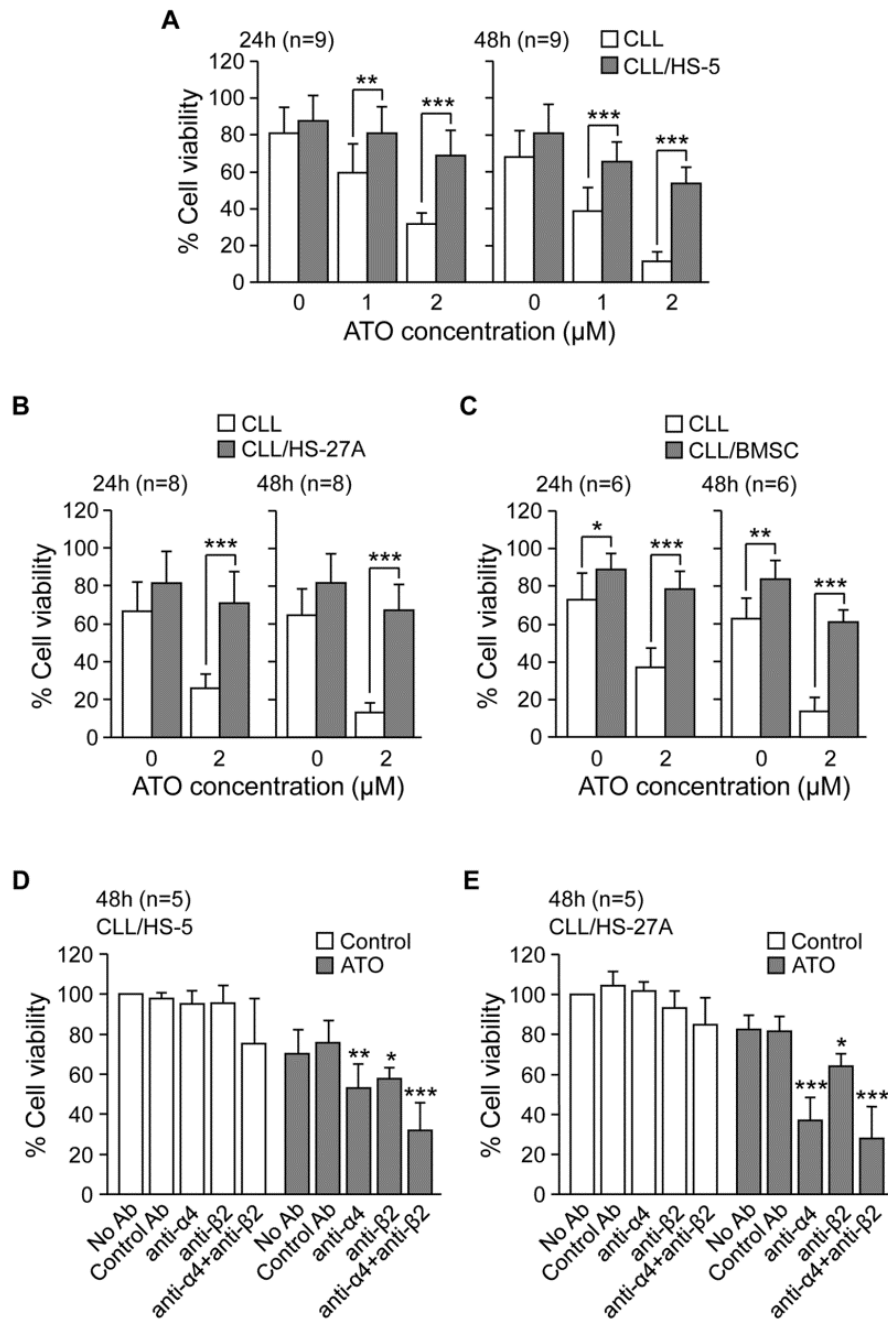 A
24h (n=9)
48h (n=9)
CLL
CLL/HS-5
% Cell viability
120
100
80
60
40
20
0
**
***
***
***
0 1 2 0 1 2
ATO concentration (µM)
B
CLL
CLL/HS-27A
24h (n=8)
48h (n=8)
% Cell viability
120
100
80
60
40
20
0
***
***
0 2 0 2
ATO concentration (µM)
C
CLL
CLL/BMSC
24h (n=6)
48h (n=6)
% Cell viability
120
100
80
60
40
20
0
*
***
**
***
0 2 0 2
ATO concentration (µM)
D
48h (n=5)
CLL/HS-5
Control
ATO
% Cell viability
120
100
80
60
40
20
0
**
*
***
No Ab
Control Ab
anti-α4
anti-β2
anti-α4+anti-β2
No Ab
Control Ab
anti-α4
anti-β2
anti-α4+anti-β2
E
48h (n=5)
CLL/HS-27A
Control
ATO
% Cell viability
120
100
80
60
40
20
0
***
*
***
No Ab
Control Ab
anti-α4
anti-β2
anti-α4+anti-β2
No Ab
Control Ab
anti-α4
anti-β2
anti-α4+anti-β2